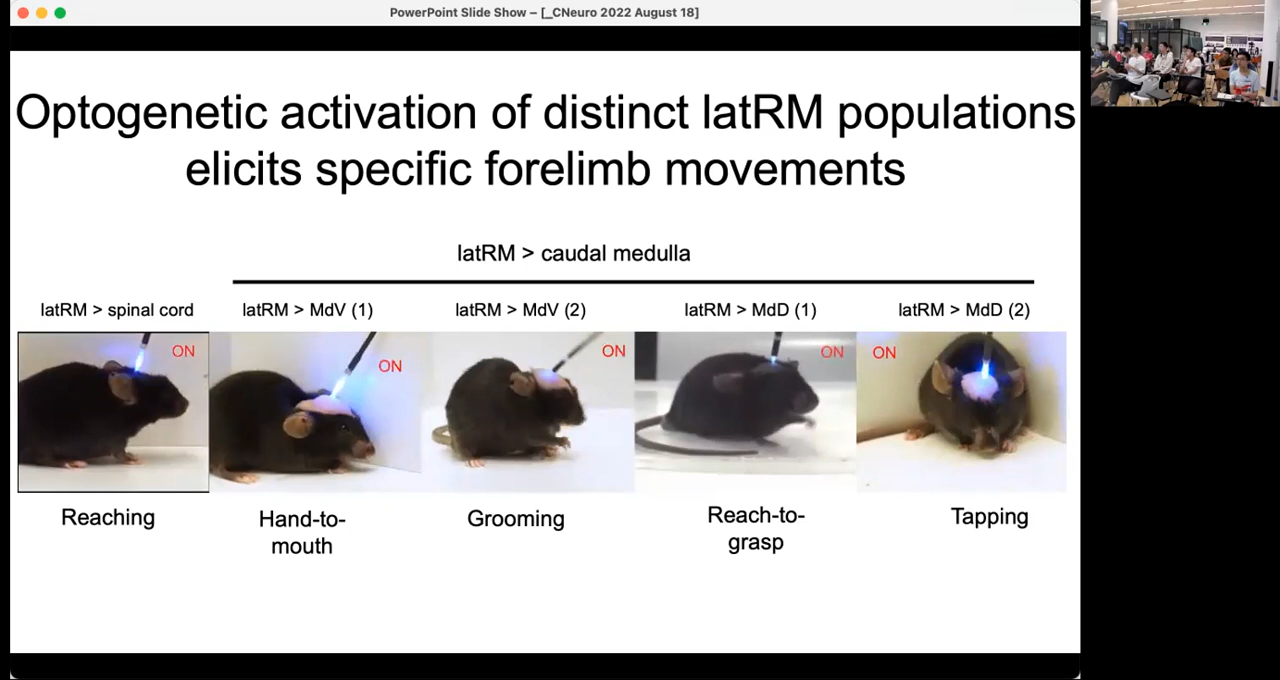 PowerPoint Slide Show – [_CNeuro 2022 August 18]
Optogenetic activation of distinct latRM populations
elicits specific forelimb movements
latRM > caudal medulla
latRM > spinal cord
latRM > MdV (1)
latRM > MdV (2)
latRM > MdD (1)
latRM > MdD (2)
ON
ON
ON
ON
ON
Reaching
Hand-to-
mouth
Grooming
Reach-to-
grasp
Tapping